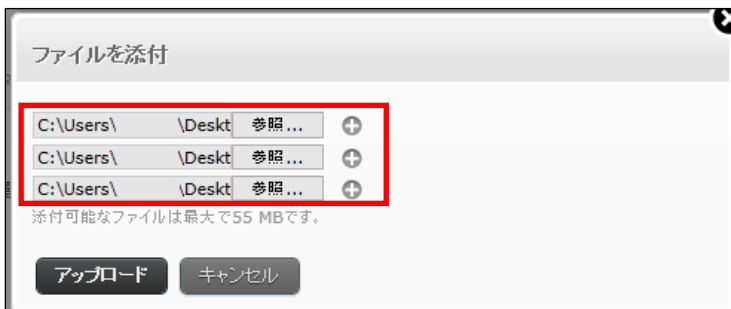 ファイルを添付
C:\Users\ \Deskt 参照...
C:\Users\ \Deskt 参照...
C:\Users\ \Deskt 参照...
添付可能なファイルは最大で55 MBです。
アップロード キャンセル